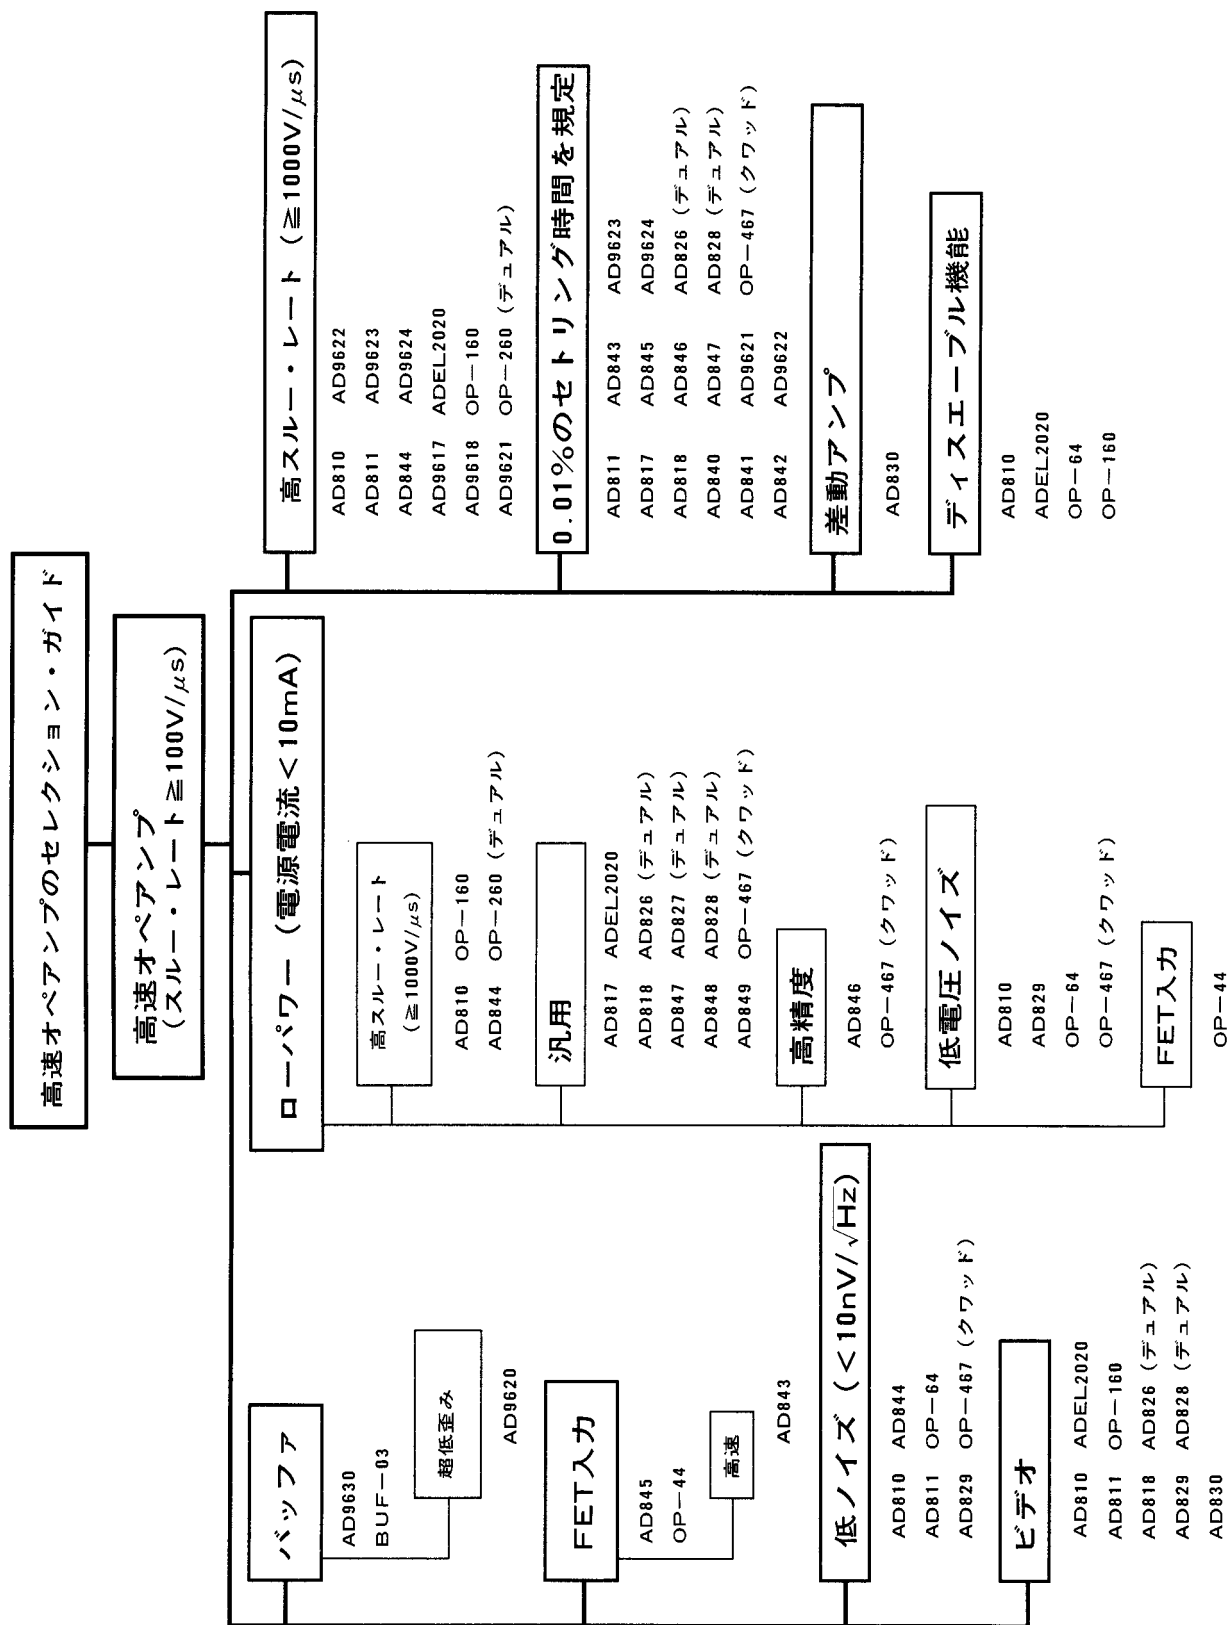 高速オペアンプのセレクション・ガイド
高速オペアンプ
(スルー・レート≧100V/μs)
バッファ
AD9630
BUF−03
超低歪み
AD9620
FET入力
AD845
OP−44
高速
AD843
低ノイズ (<10nV/√Hz)
AD810 AD844
AD811 OP−64
AD829 OP−467 (クワッド)
ビデオ
AD810 ADEL2020
AD811 OP−160
AD818 AD826 (デュアル)
AD829 AD828 (デュアル)
AD830
ローパワー (電源電流<10mA)
高スルー・レート
(≧1000V/μs)
AD810 OP−160
AD844 OP−260 (デュアル)
汎用
AD817 ADEL2020
AD818 AD826 (デュアル)
AD847 AD827 (デュアル)
AD848 AD828 (デュアル)
AD849 OP−467 (クワッド)
高精度
AD846
OP−467 (クワッド)
低電圧ノイズ
AD810
AD829
OP−64
OP−467 (クワッド)
FET入力
OP−44
高スルー・レート (≧1000V/μs)
AD810 AD9622
AD811 AD9623
AD844 AD9624
AD9617 ADEL2020
AD9618 OP−160
AD9621 OP−260 (デュアル)
0.01%のセトリング時間を規定
AD811 AD843 AD9623
AD817 AD845 AD9624
AD818 AD846 AD826 (デュアル)
AD840 AD847 AD828 (デュアル)
AD841 AD9621 OP−467 (クワッド)
AD842 AD9622
差動アンプ
AD830
ディスエーブル機能
AD810
ADEL2020
OP−64
OP−160